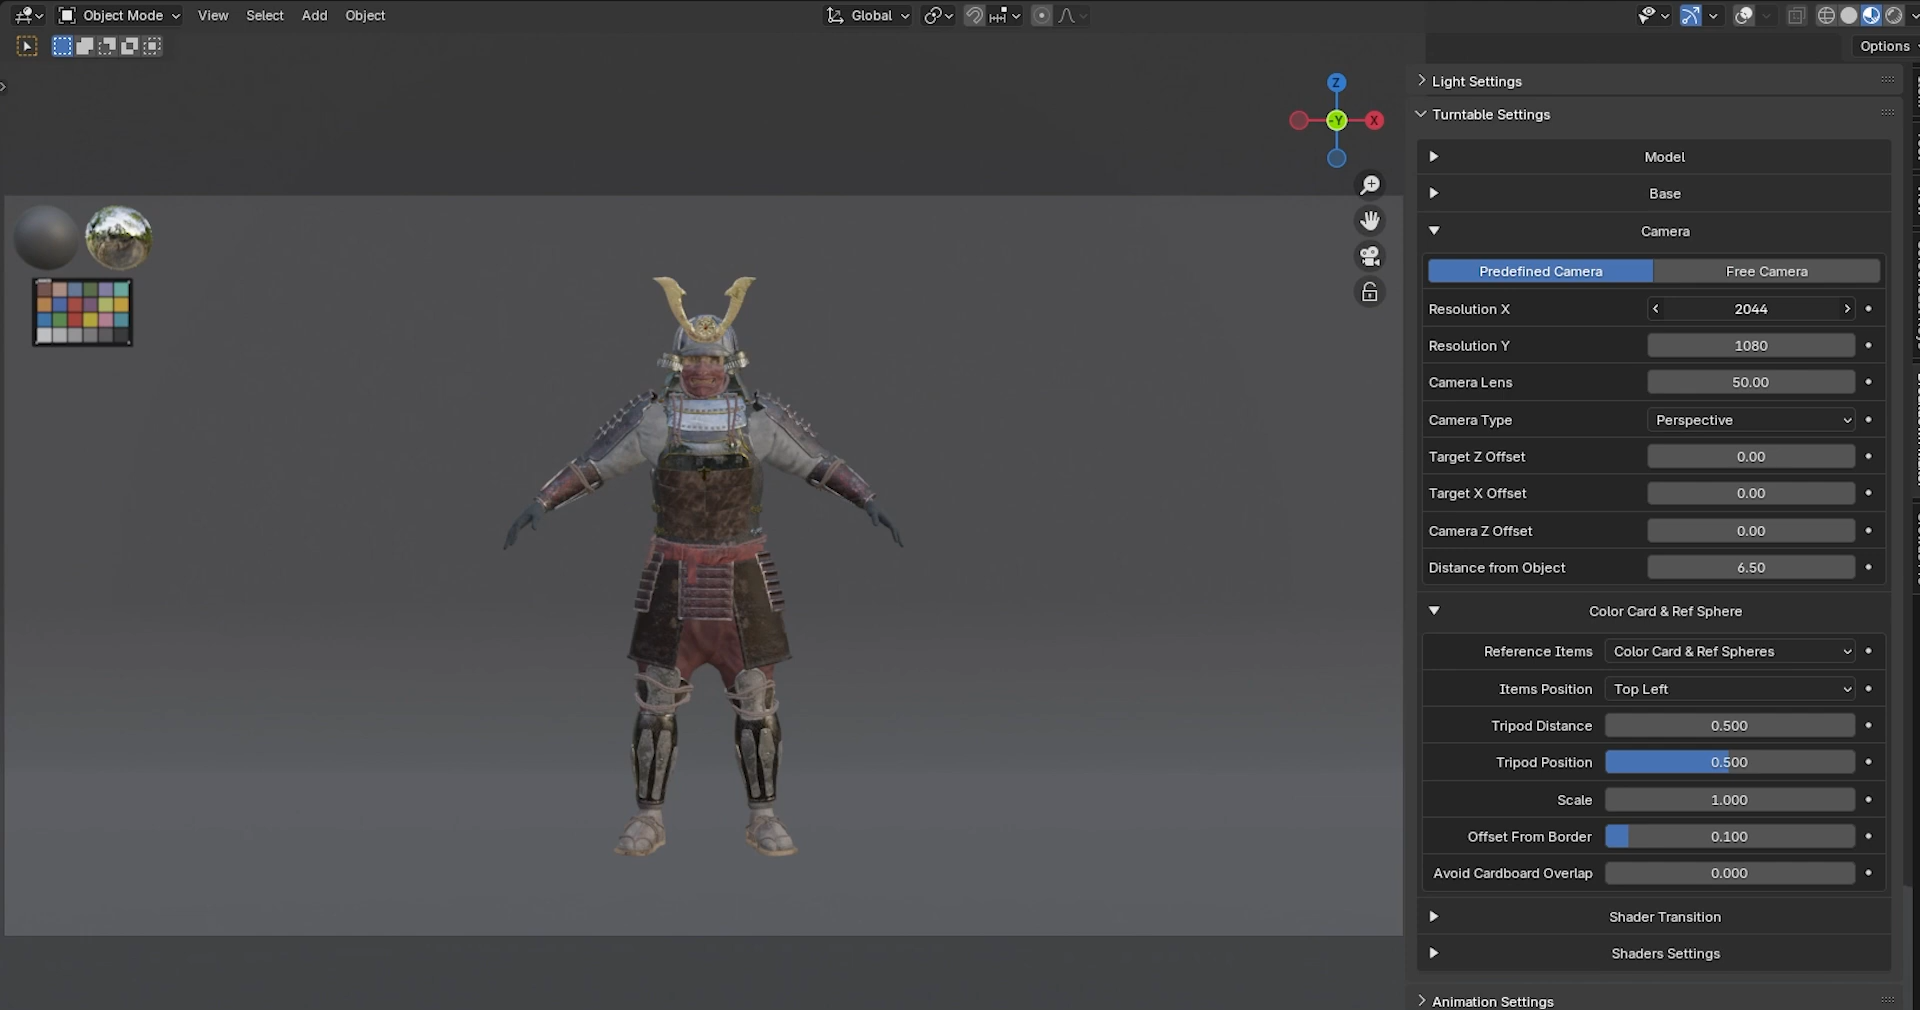 Object Mode View Select Add Object Global
Options
Z
-Y X
Light Settings
Turntable Settings
Model
Base
Camera
Predefined Camera Free Camera
Resolution X 2044
Resolution Y 1080
Camera Lens 50.00
Camera Type Perspective
Target Z Offset 0.00
Target X Offset 0.00
Camera Z Offset 0.00
Distance from Object 6.50
Color Card & Ref Sphere
Reference Items Color Card & Ref Spheres
Items Position Top Left
Tripod Distance 0.500
Tripod Position 0.500
Scale 1.000
Offset From Border 0.100
Avoid Cardboard Overlap 0.000
Shader Transition
Shaders Settings
Animation Settings